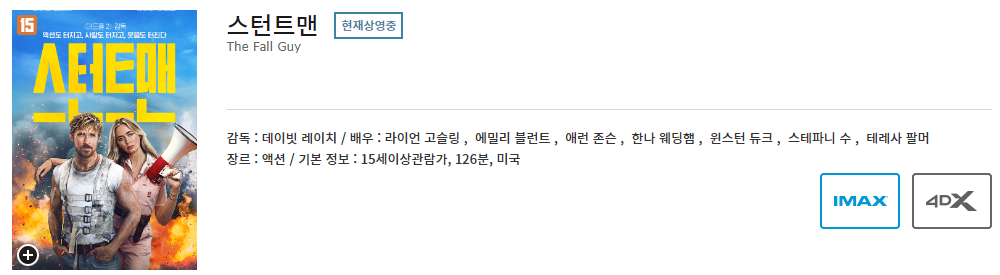 15
<데드풀 2> 감독
액션도 터지고, 사람도 터지고, 웃음도 터진다
스턴트맨
스턴트맨 현재상영중
The Fall Guy
감독 : 데이빗 레이치 / 배우 : 라이언 고슬링 , 에밀리 블런트 , 애런 존슨 , 한나 웨딩햄 , 윈스턴 듀크 , 스테파니 수 , 테레사 팔머
장르 : 액션 / 기본 정보 : 15세이상관람가, 126분, 미국
IMAX 4DX